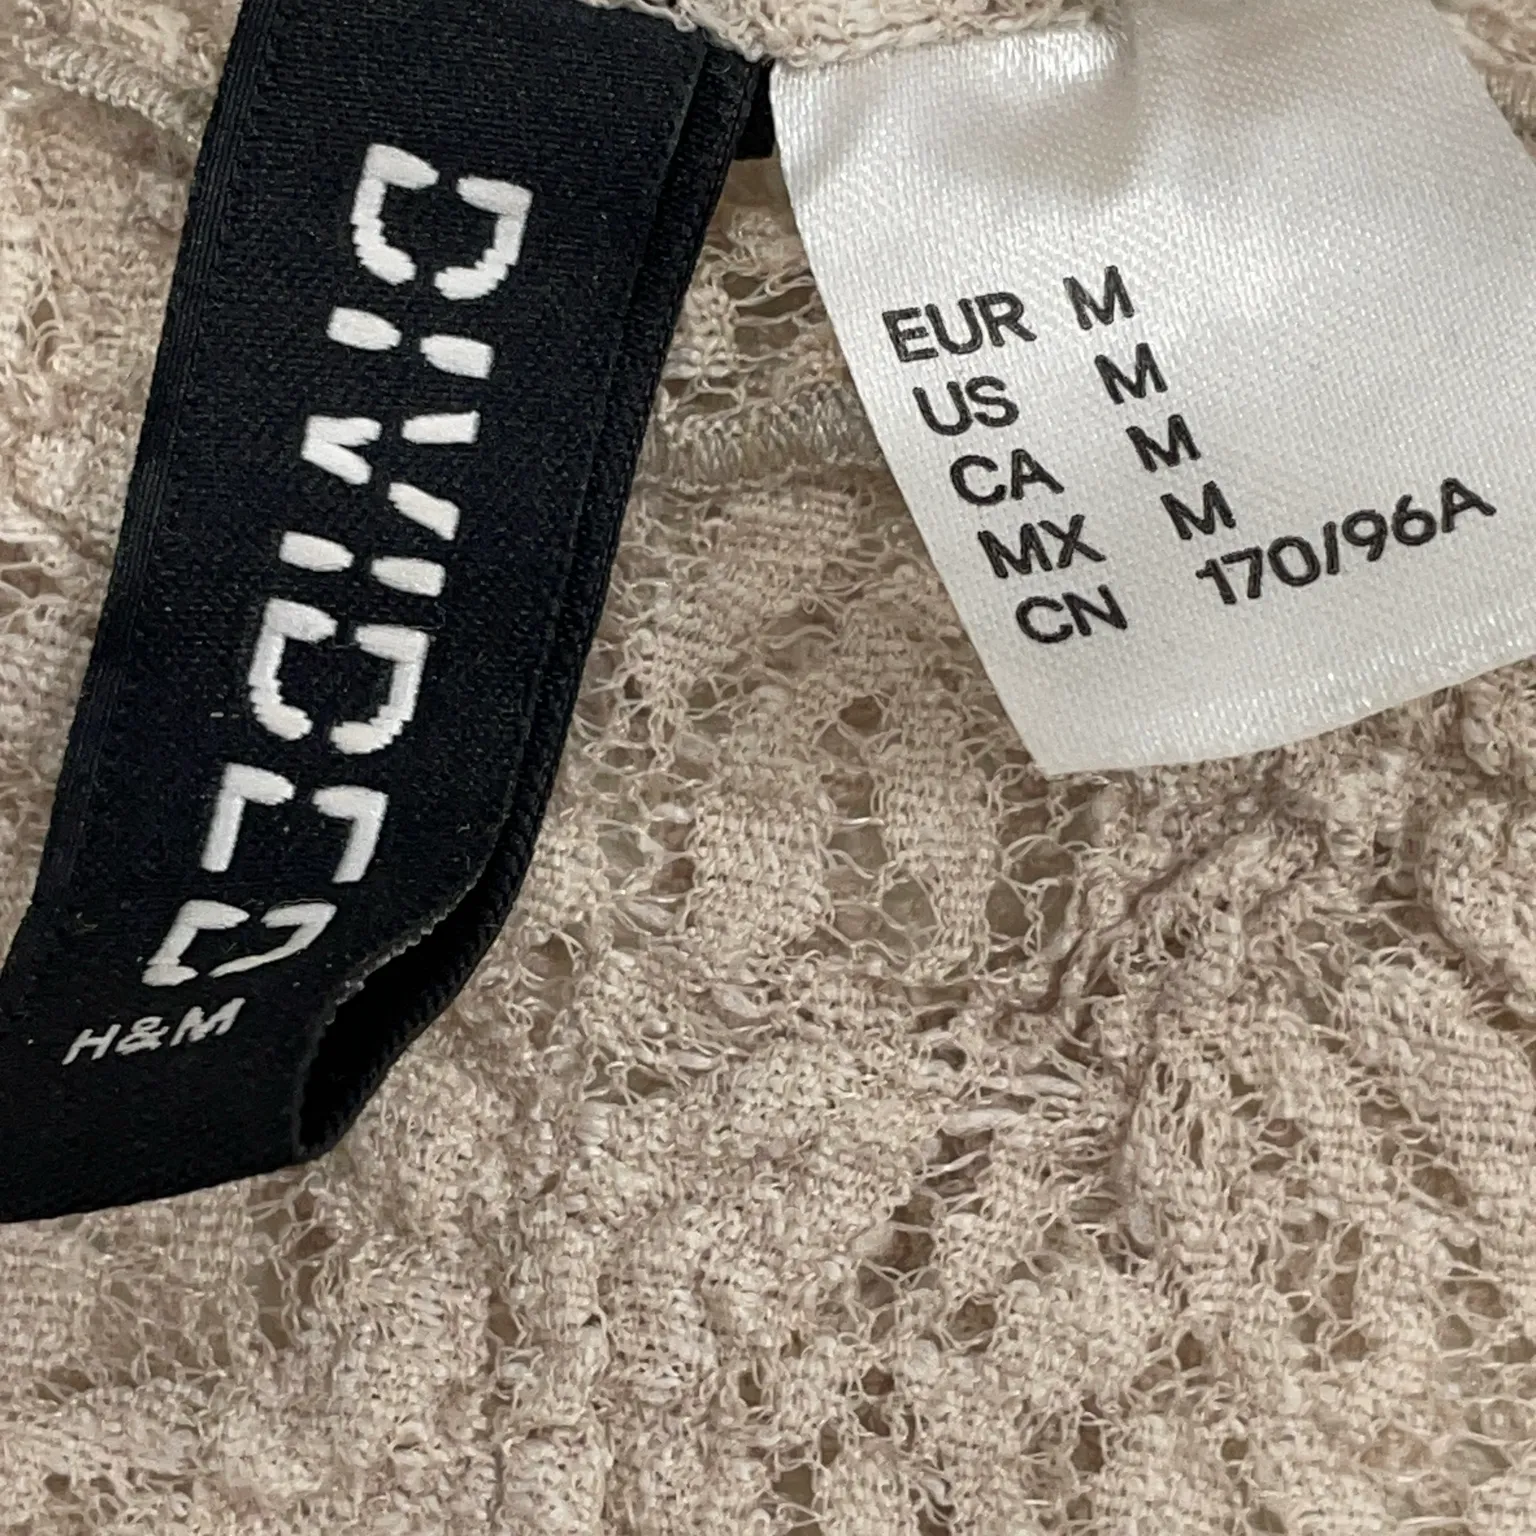 DIVIDED
H&M
EUR M
US M
CA M
MX M
CN 170/96A